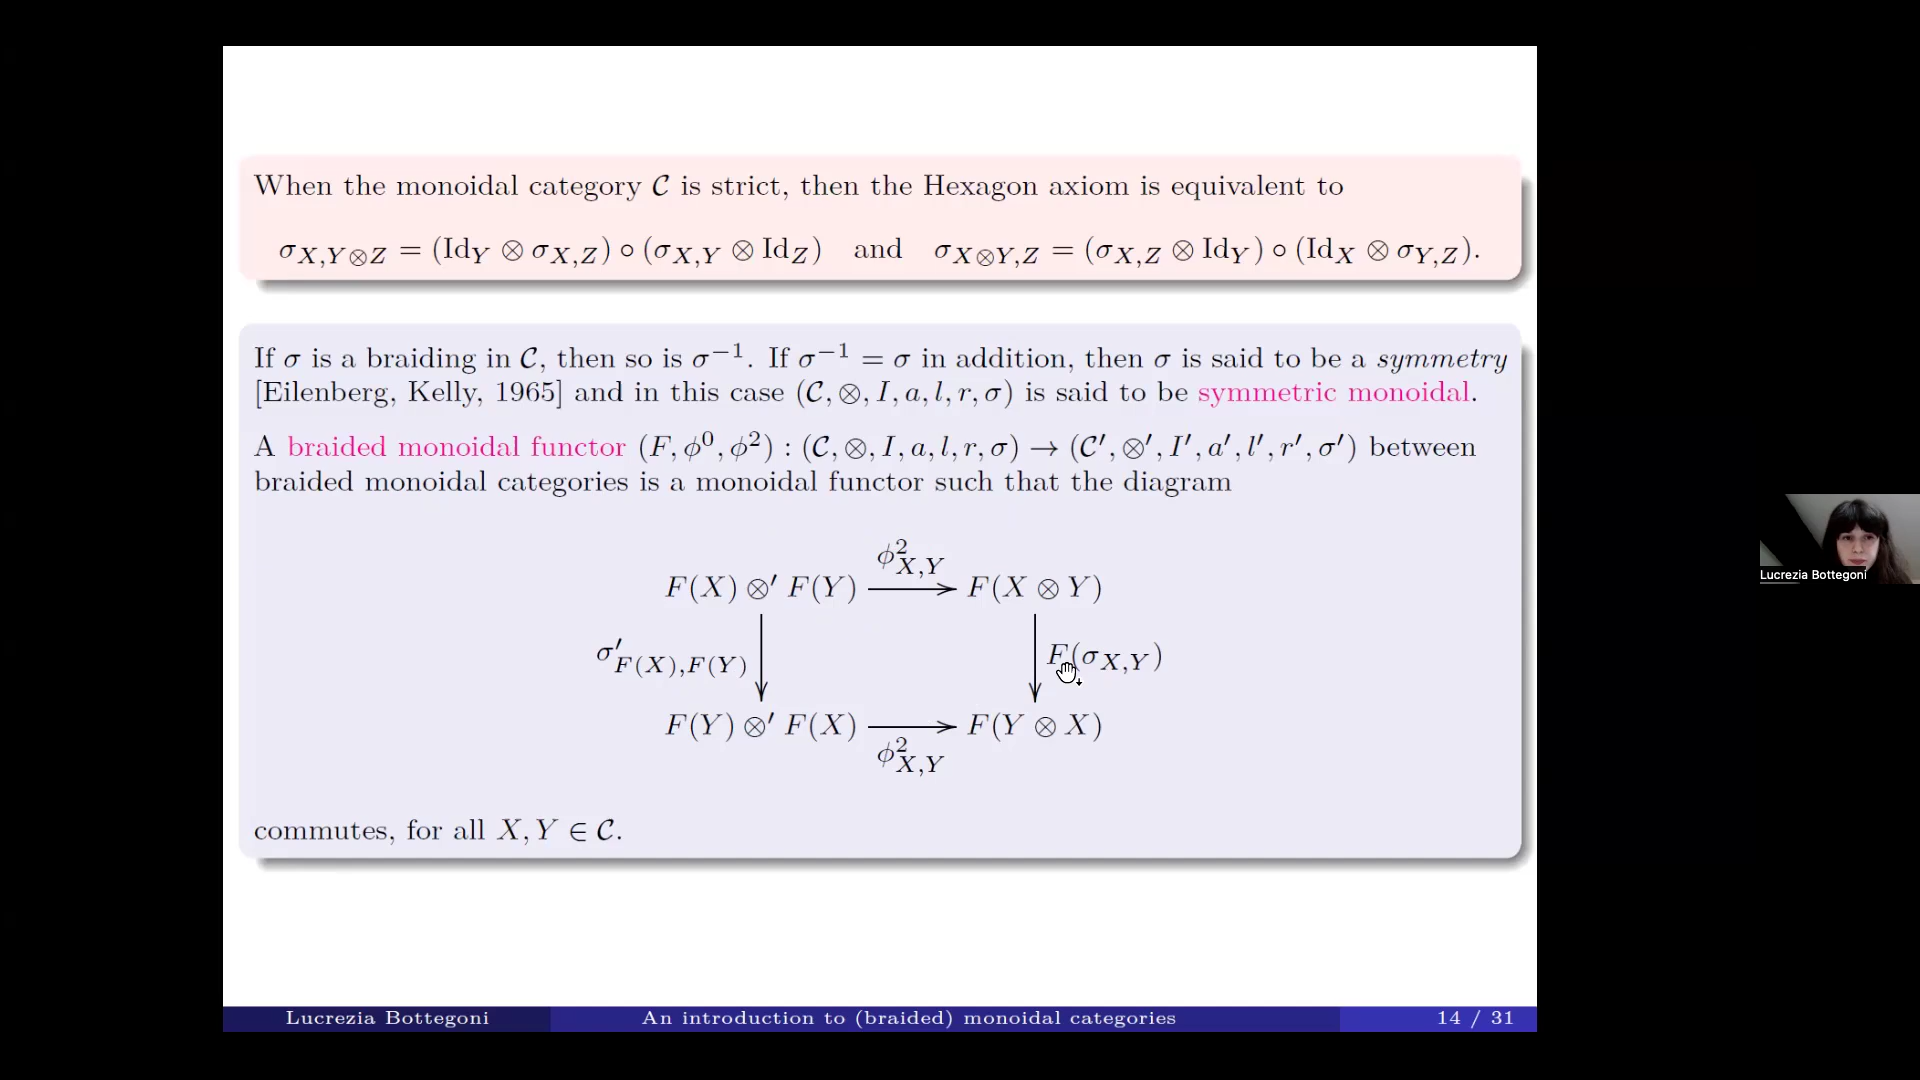 When the monoidal category 𝒞 is strict, then the Hexagon axiom is equivalent to
σ_{X,Y⊗Z} = (Id_Y ⊗ σ_{X,Z}) ∘ (σ_{X,Y} ⊗ Id_Z) and σ_{X⊗Y,Z} = (σ_{X,Z} ⊗ Id_Y) ∘ (Id_X ⊗ σ_{Y,Z}).
If σ is a braiding in 𝒞, then so is σ⁻¹. If σ⁻¹ = σ in addition, then σ is said to be a symmetry
[Eilenberg, Kelly, 1965] and in this case (𝒞, ⊗, I, a, l, r, σ) is said to be symmetric monoidal.
A braided monoidal functor (F, ϕ⁰, ϕ²) : (𝒞, ⊗, I, a, l, r, σ) → (𝒞′, ⊗′, I′, a′, l′, r′, σ′) between
braided monoidal categories is a monoidal functor such that the diagram
ϕ²_{X,Y}
F(X) ⊗′ F(Y) → F(X ⊗ Y)
σ′_{F(X),F(Y)} F(σ_{X,Y})
F(Y) ⊗′ F(X) → F(Y ⊗ X)
ϕ²_{X,Y}
commutes, for all X, Y ∈ 𝒞.
Lucrezia Bottegoni
Lucrezia Bottegoni An introduction to (braided) monoidal categories 14 / 31